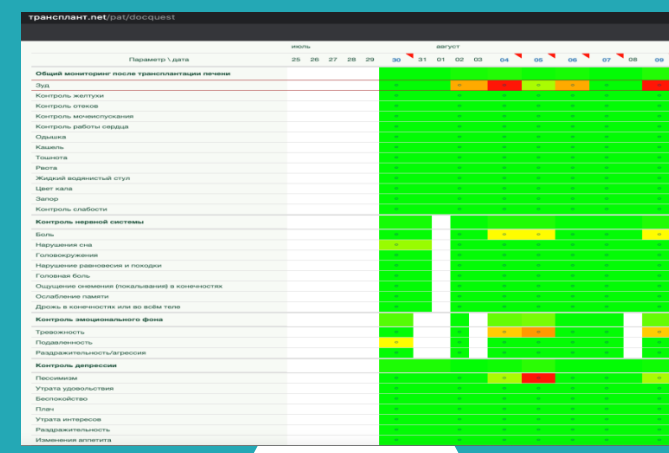 трансплант.net/pat/docquest
июль август
Параметр \ дата 25 26 27 28 29 30 31 01 02 03 04 05 06 07 08 09
Общий мониторинг после трансплантации печени
Зуд
Контроль желтухи
Контроль отеков
Контроль мочеиспускания
Контроль работы сердца
Одышка
Кашель
Тошнота
Рвота
Жидкий водянистый стул
Цвет кала
Запор
Контроль слабости
Контроль нервной системы
Боль
Нарушения сна
Головокружения
Нарушение равновесия и походки
Головная боль
Ощущение онемения (покалывания) в конечностях
Ослабление памяти
Дрожь в конечностях или во всём теле
Контроль эмоционального фона
Тревожность
Подавленность
Раздражительность/агрессия
Контроль депрессии
Пессимизм
Утрата удовольствия
Беспокойство
Плач
Утрата интересов
Раздражительность
Изменения аппетита